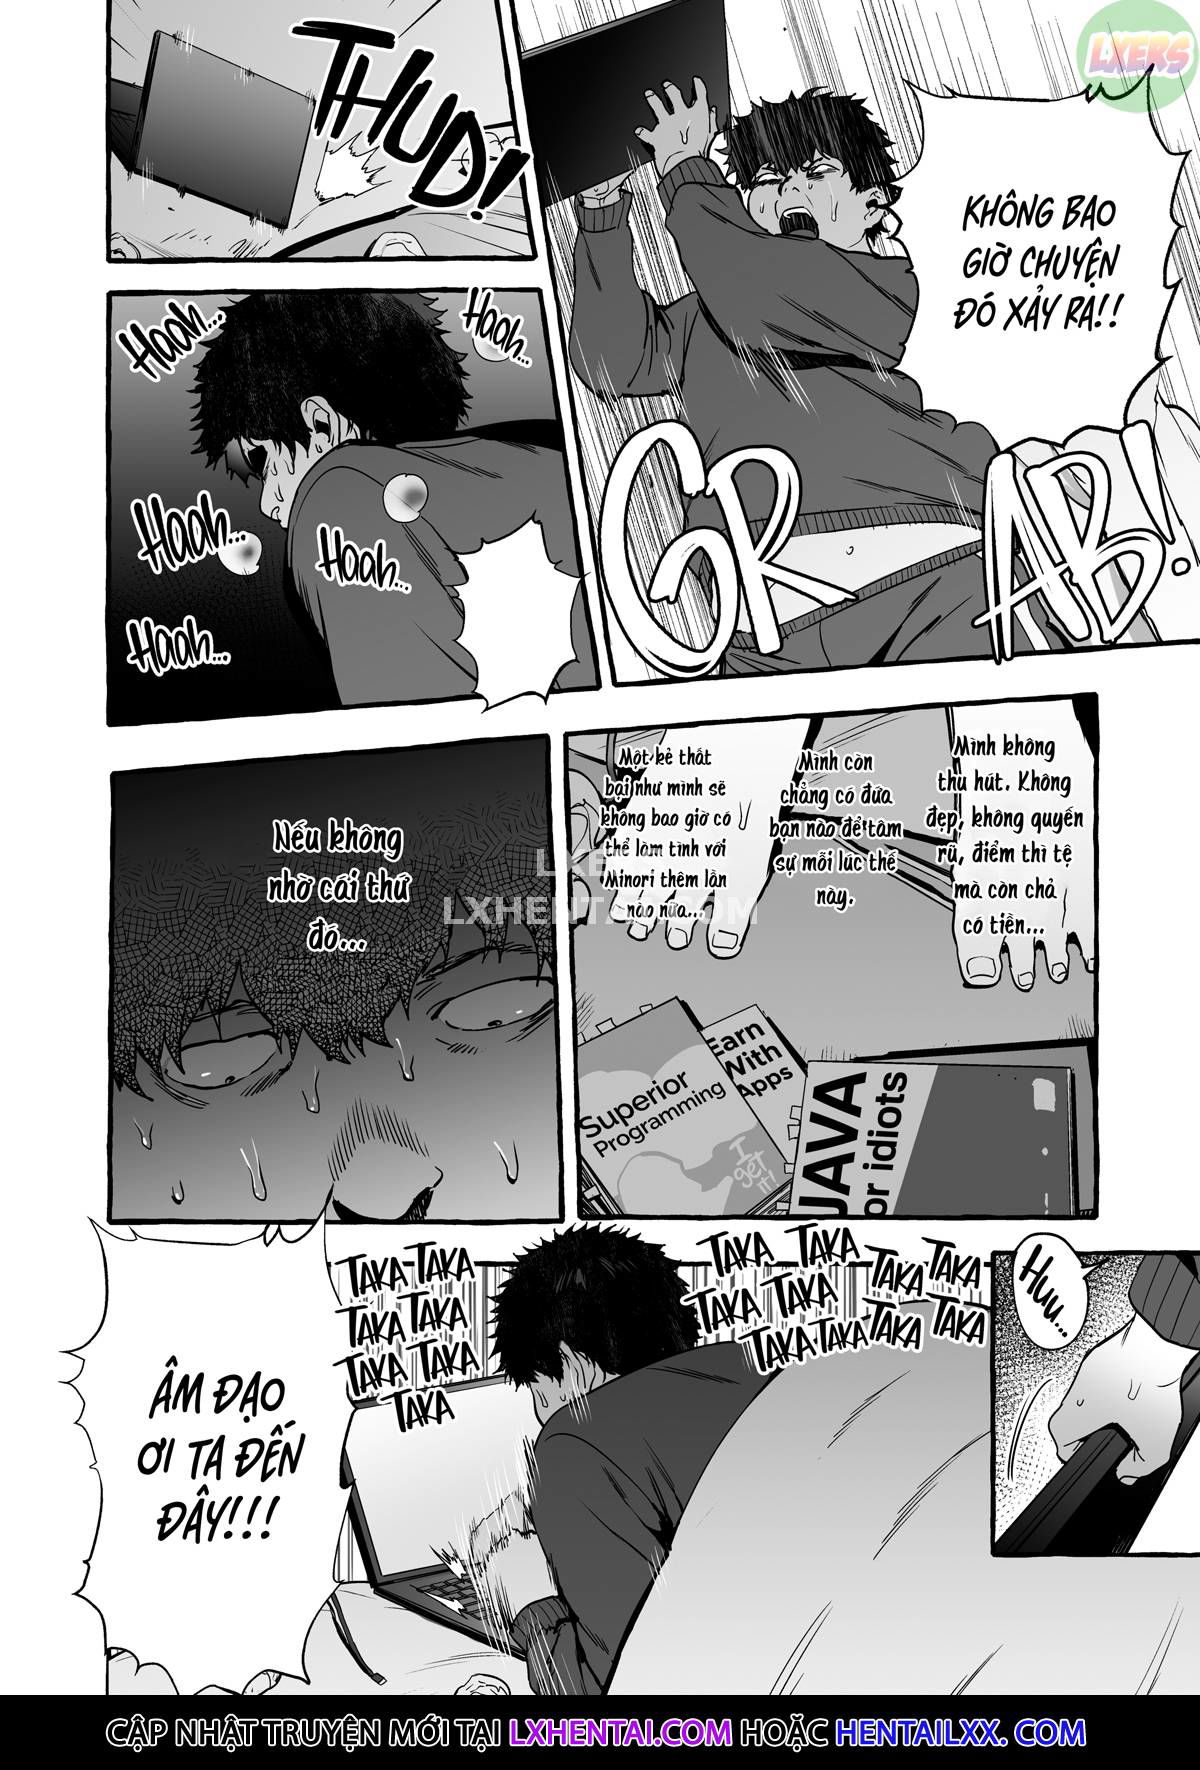 LXERS
KHÔNG BAO
GIỜ CHUYỆN
ĐÓ XẢY RA!!
GR AB!
THUD!
Haah...
Haah...
Haah...
Haah...
Haah...
Mình không
thu hút. Không
đẹp, không quyến
rũ, điểm thì tệ
mà còn chả
có tiền...
Mình còn
chẳng có đứa
bạn nào để tâm
sự mỗi lúc thế
này.
Một kẻ thất
bại như mình sẽ
không bao giờ có
thể làm tình với
Minori thêm lần
nào nữa...
Superior
Programming
I
get
it!
Earn
With
Apps
JAVA
or idiots
LXHENTAI.COM
Nếu không
nhờ cái thứ
đó...
Huu...
TAKA TAKA
TAKA TAKA
TAKA TAKA
TAKA TAKA
TAKA TAKA
TAKA TAKA
TAKA TAKA
TAKA TAKA
TAKA
ÂM ĐẠO
ƠI TA ĐẾN
ĐÂY!!!
CẬP NHẬT TRUYỆN MỚI TẠI LXHENTAI.COM HOẶC HENTAILXX. COM